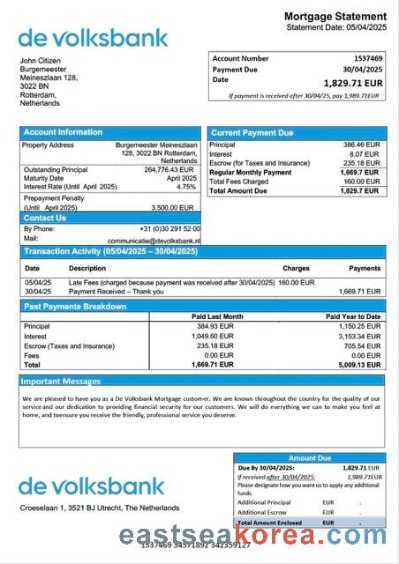 Mortgage Statement
Statement Date: 05/04/2025
de volksbank
John Citizen
Burgemeester
Meineszlaan 128,
3022 BN
Rotterdam,
Netherlands
Account Number 1537469
Payment Due 30/04/2025
Date 1,829.71 EUR
If payment is received after 30/04/25, pay 1,989.71EUR
Account Information
Property Address Burgemeester Meineszlaan
128, 3022 BN Rotterdam,
Netherlands
Outstanding Principal 264,776.43 EUR
Maturity Date April 2025
Interest Rate (Until April 2025) 4.75%
Prepayment Penalty
(Until April 2025) 3,500.00 EUR
Contact Us
By Phone: +31 (0)30 291 52 00
Mail: communicatie@devolksbank.nl
Current Payment Due
Principal 386.46 EUR
Interest 8.07 EUR
Escrow (for Taxes and Insurance) 235.18 EUR
Regular Monthly Payment 1,669.7 EUR
Total Fees Charged 160.00 EUR
Total Amount Due 1,829.7 EUR
Transaction Activity (05/04/2025 – 30/04/2025)
Date Description Charges Payments
05/04/25 Late Fees (charged because payment was received after 30/04/2025) 160.00 EUR
30/04/25 Payment Received – Thank you 1,669.71 EUR
Past Payments Breakdown
Paid Last Month Paid Year to Date
Principal 384.93 EUR 1,150.25 EUR
Interest 1,049.60 EUR 3,153.34 EUR
Escrow (Taxes and Insurance) 235.18 EUR 705.54 EUR
Fees 0.00 EUR 0.00 EUR
Total 1,669.71 EUR 5,009.13 EUR
Important Messages
We are pleased to have you as a De Volksbank Mortgage customer. We are known throughout the country for the quality of our
service and our dedication to providing financial security for our customers. We will do everything we can to make you feel at
home, and to ensure you receive the friendly, professional service you deserve.
Amount Due
Due By 30/04/2025: 1,829.71 EUR
If received after 30/04/2025: 1,989.71EUR
Please designate how you want us to apply any additional
funds.
Additional Principal EUR .
Additional Escrow EUR .
Total Amount Enclosed EUR .
de volksbank
Croeselaan 1, 3521 BJ Utrecht, The Netherlands
eastseakorea.com
1537469 34571892 342359127